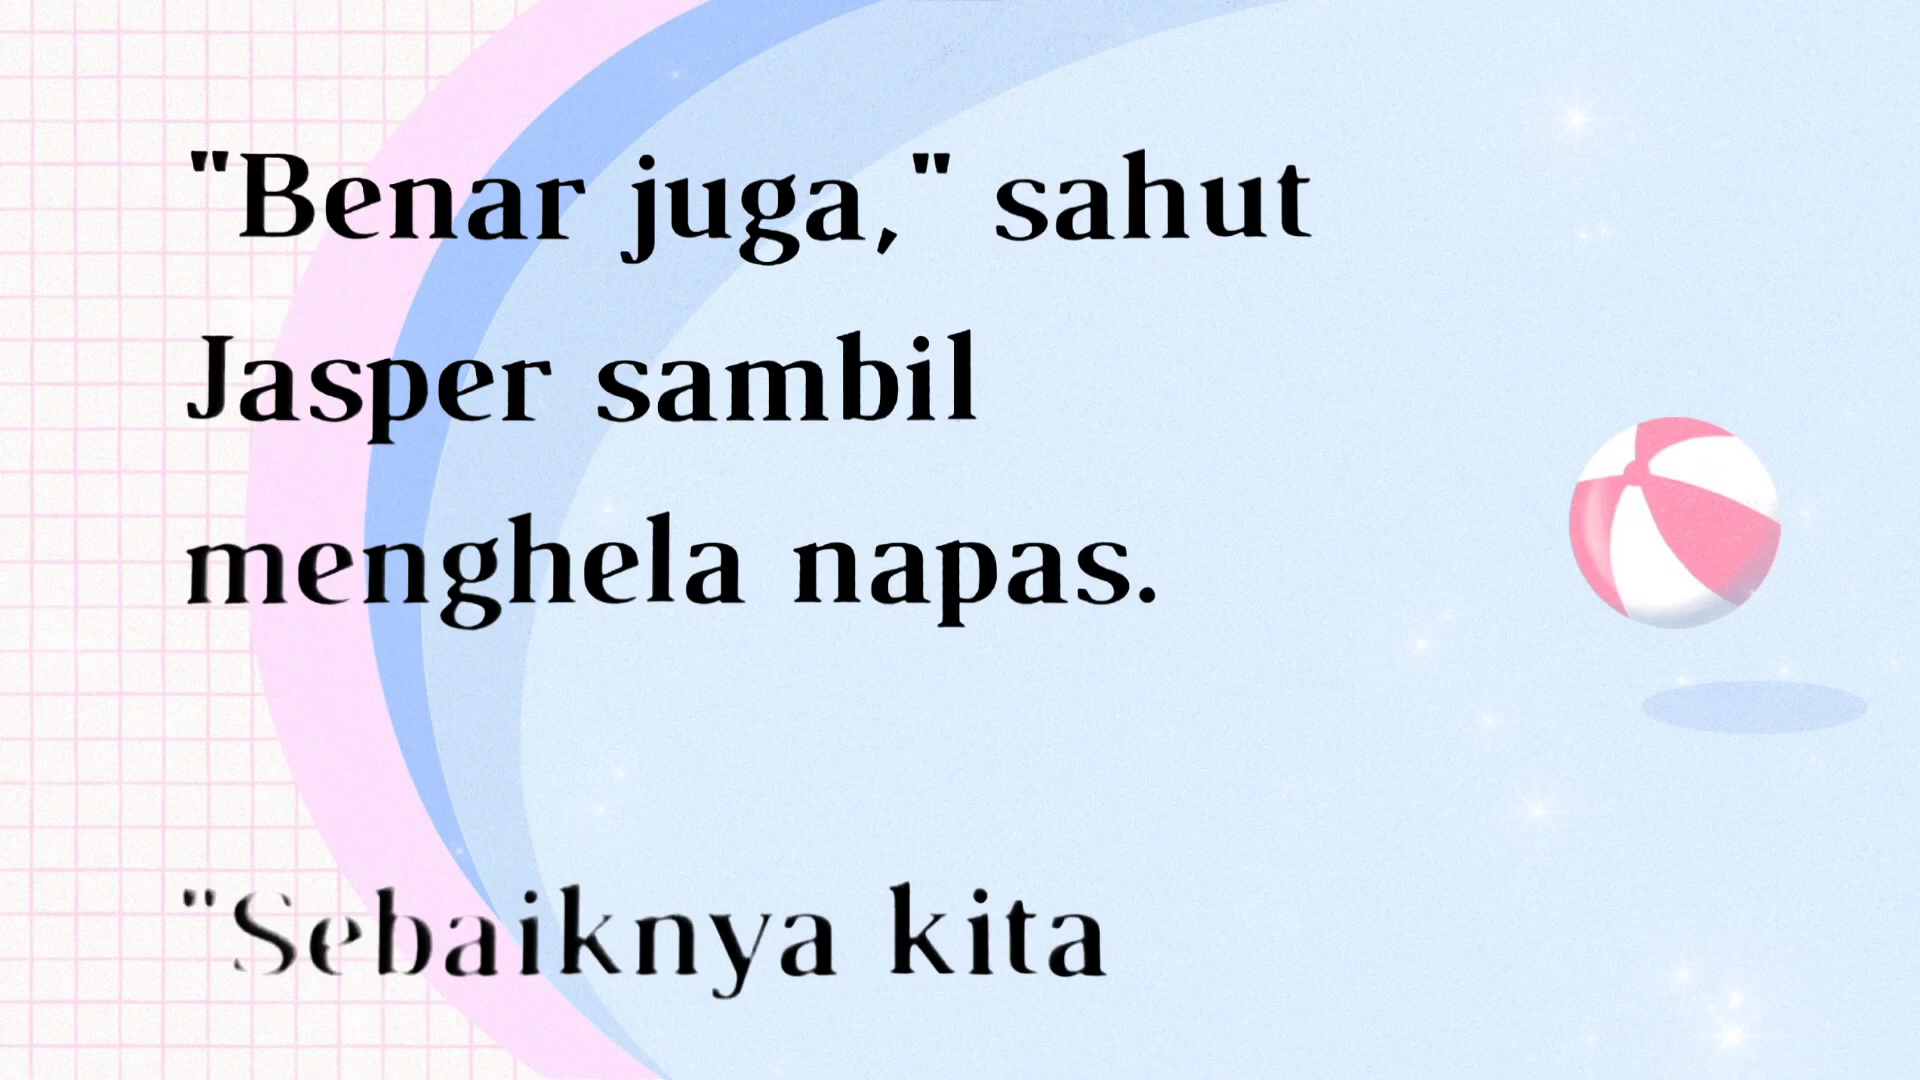 "Benar juga," sahut
Jasper sambil
menghela napas.
"Sebaiknya kita